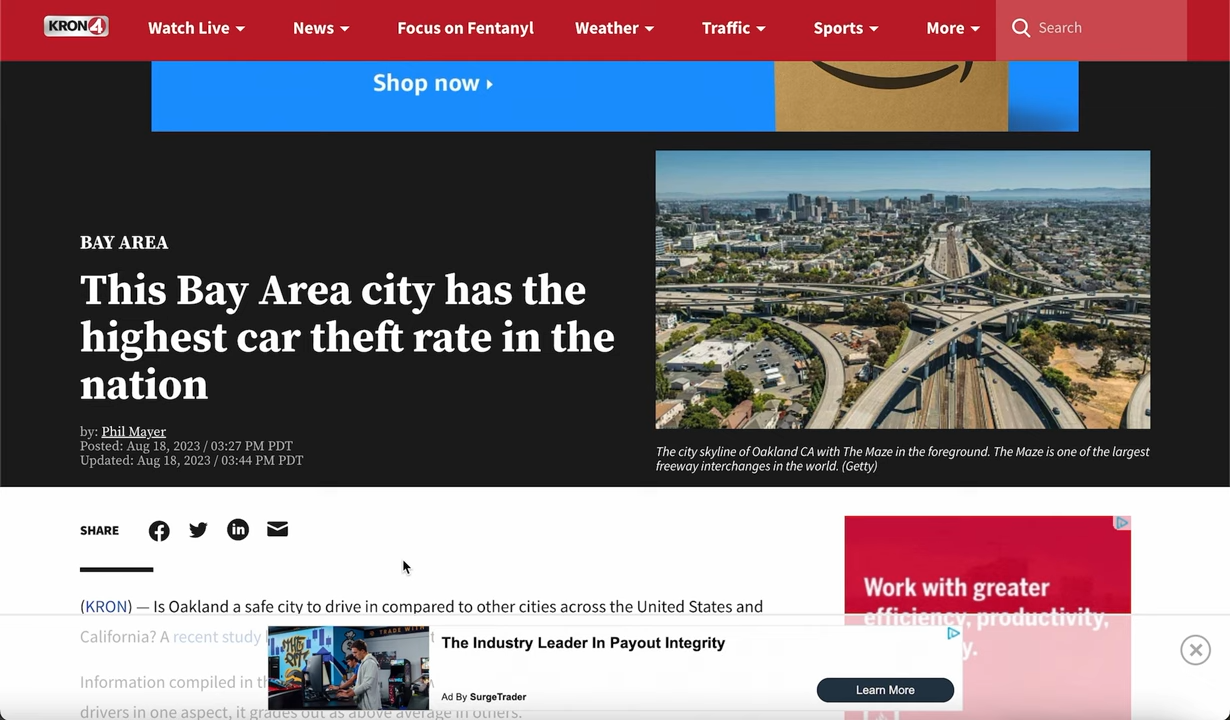 KRON 4
Watch Live
News
Focus on Fentanyl
Weather
Traffic
Sports
More
Search
Shop now
BAY AREA
This Bay Area city has the
highest car theft rate in the
nation
by: Phil Mayer
Posted: Aug 18, 2023 / 03:27 PM PDT
Updated: Aug 18, 2023 / 03:44 PM PDT
The city skyline of Oakland CA with The Maze in the foreground. The Maze is one of the largest
freeway interchanges in the world. (Getty)
SHARE
(KRON) — Is Oakland a safe city to drive in compared to other cities across the United States and
California? A recent study
Information compiled in
drivers in one aspect, it grades out as above average in others.
Work with greater
efficiency, productivity,
The Industry Leader In Payout Integrity
Ad By SurgeTrader
Learn More